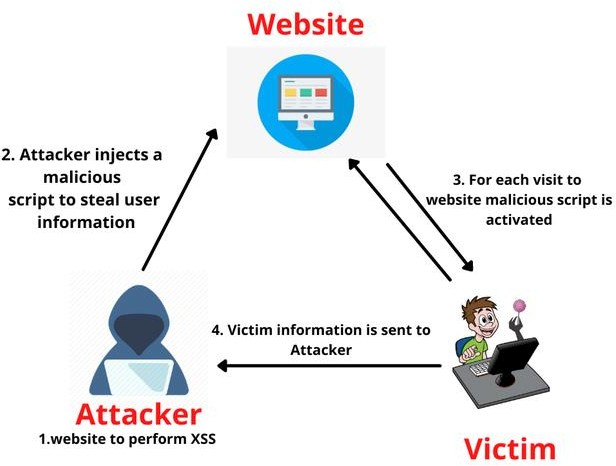 Website
2. Attacker injects a
malicious
script to steal user
information
3. For each visit to
website malicious script is
activated
4. Victim information is sent to
Attacker
Attacker
1.website to perform XSS
Victim